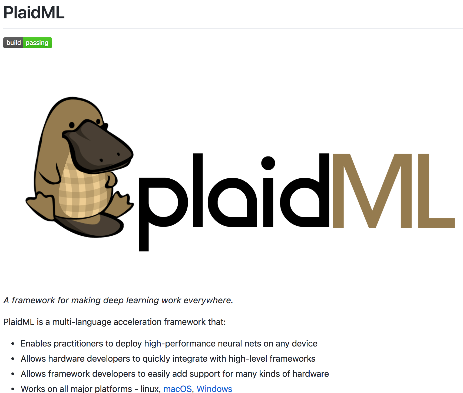 PlaidML
build passing
plaidML
A framework for making deep learning work everywhere.
PlaidML is a multi-language acceleration framework that:
• Enables practitioners to deploy high-performance neural nets on any device
• Allows hardware developers to quickly integrate with high-level frameworks
• Allows framework developers to easily add support for many kinds of hardware
• Works on all major platforms - linux, macOS, Windows